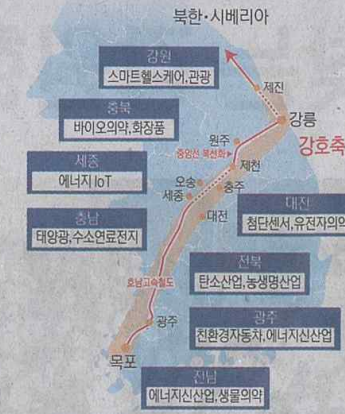 북한·시베리아
강원
스마트헬스케어,관광
제진
충북
바이오의약,화장품
강릉
강호축
원주
중앙선 복선화
제천
세종
에너지 IoT
오송
세종
충주
대전
충남
태양광,수소연료전지
대전
첨단센서,유전자의약
전북
탄소산업,농생명산업
호남고속철도
광주
광주
친환경자동차,에너지신산업
목포
전남
에너지신산업,생물의약